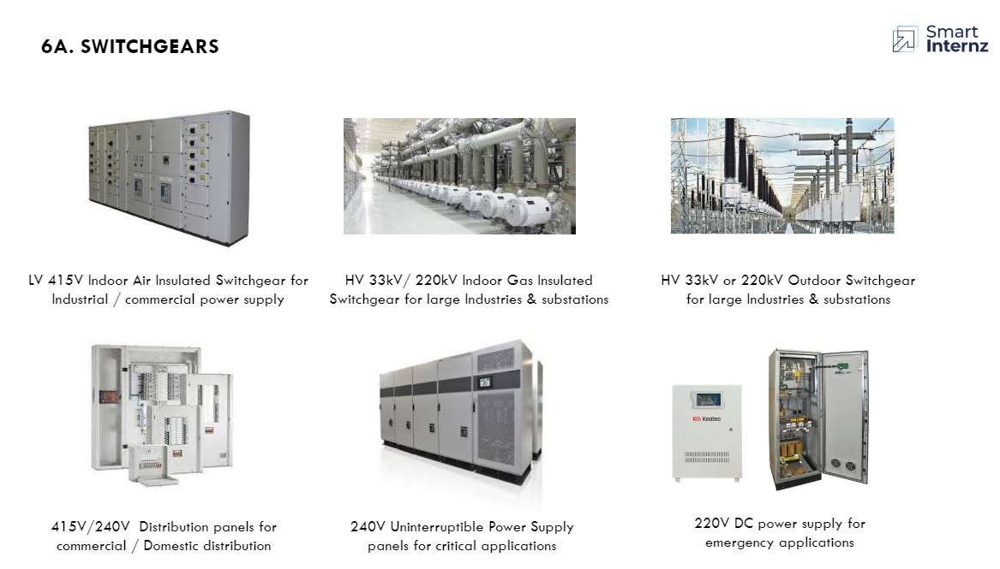 6A. SWITCHGEARS
Smart
Internz
LV 415V Indoor Air Insulated Switchgear for
Industrial / commercial power supply
HV 33kV/ 220kV Indoor Gas Insulated
Switchgear for large Industries & substations
HV 33kV or 220kV Outdoor Switchgear
for large Industries & substations
Keatec
415V/240V  Distribution panels for
commercial / Domestic distribution
240V Uninterruptible Power Supply
panels for critical applications
220V DC power supply for
emergency applications